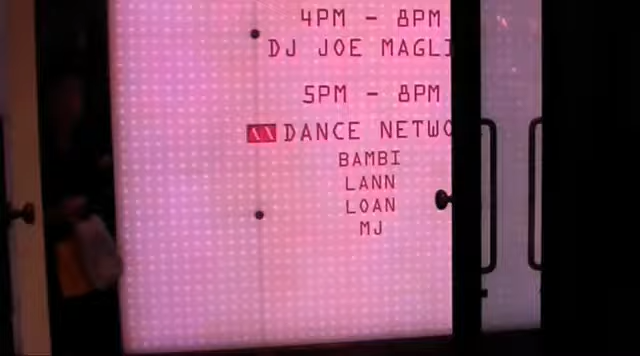 4PM - 8PM
DJ JOE MAGLI
5PM - 8PM
DANCE NETWO
BAMBI
LANN
LOAN
MJ